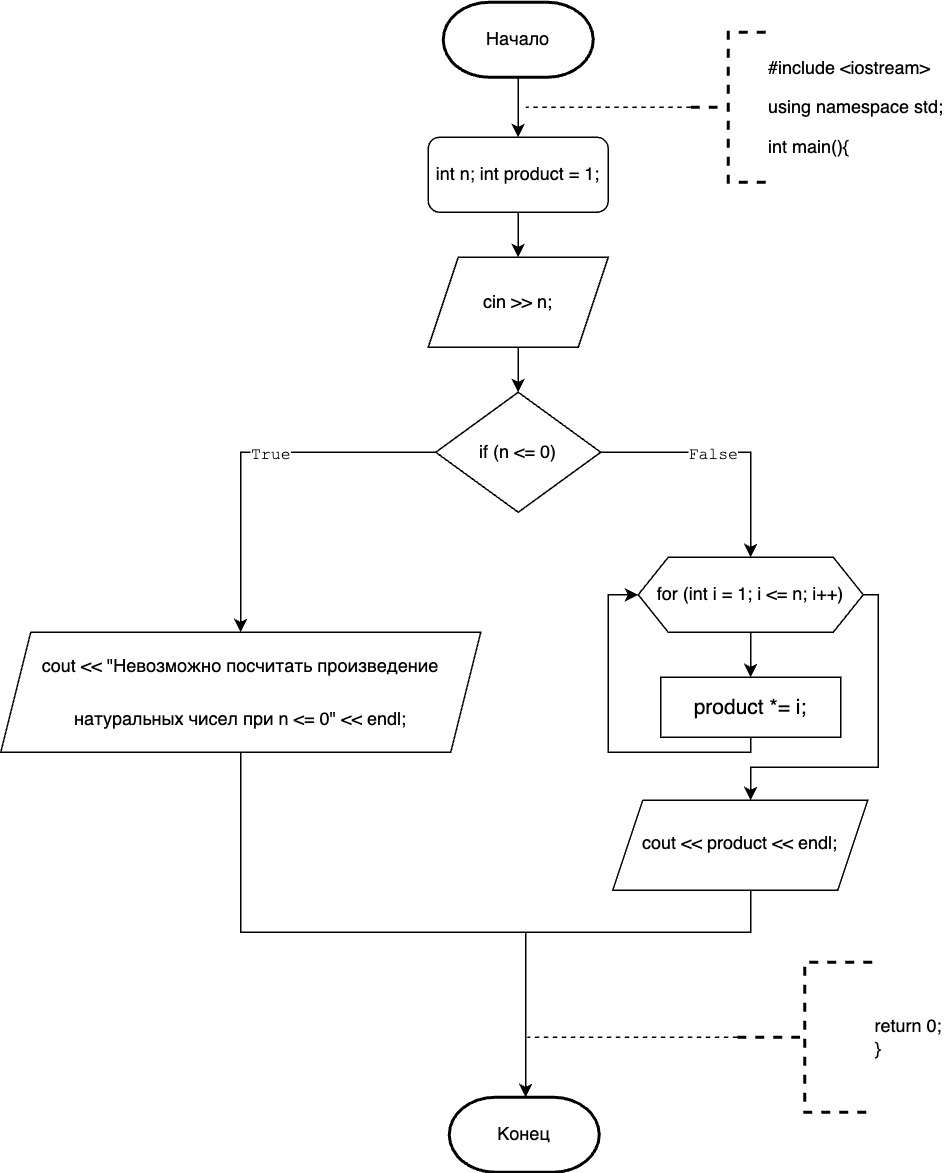 Начало
#include <iostream>
using namespace std;
int main(){
int n; int product = 1;
cin >> n;
if (n <= 0)
True
False
for (int i = 1; i <= n; i++)
cout << "Невозможно посчитать произведение
натуральных чисел при n <= 0" << endl;
product *= i;
cout << product << endl;
return 0;
}
Конец